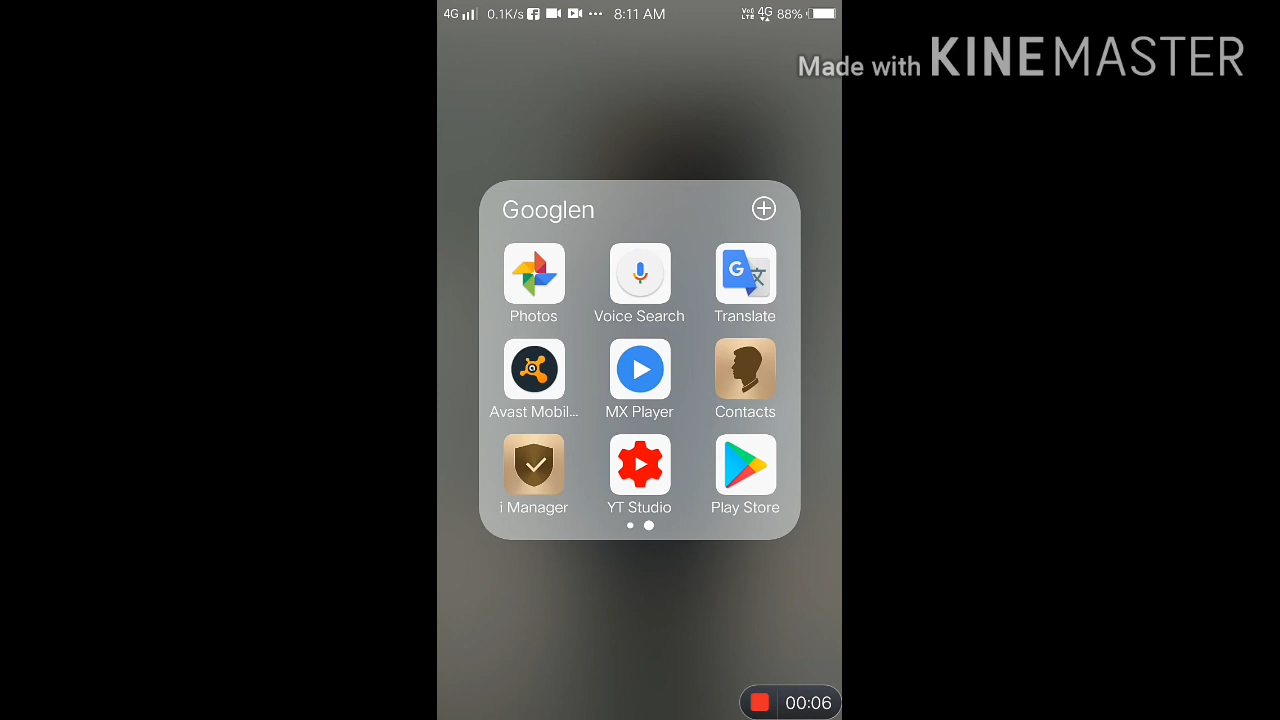 4G 0.1K/s 8:11 AM VoLTE 4G 88%
Made with KINEMASTER
Googlen
Photos Voice Search Translate
Avast Mobil... MX Player Contacts
i Manager YT Studio Play Store
00:06